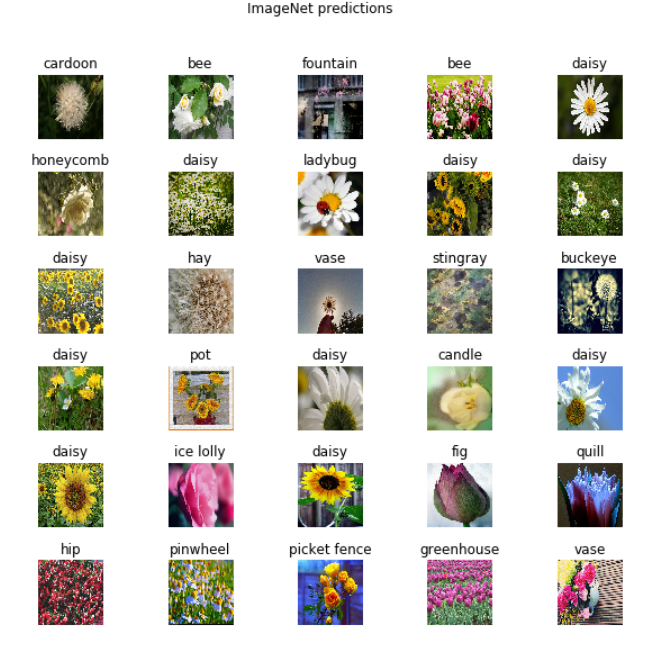 ImageNet predictions
cardoon bee fountain bee daisy
honeycomb daisy ladybug daisy daisy
daisy hay vase stingray buckeye
daisy pot daisy candle daisy
daisy ice lolly daisy fig quill
hip pinwheel picket fence greenhouse vase